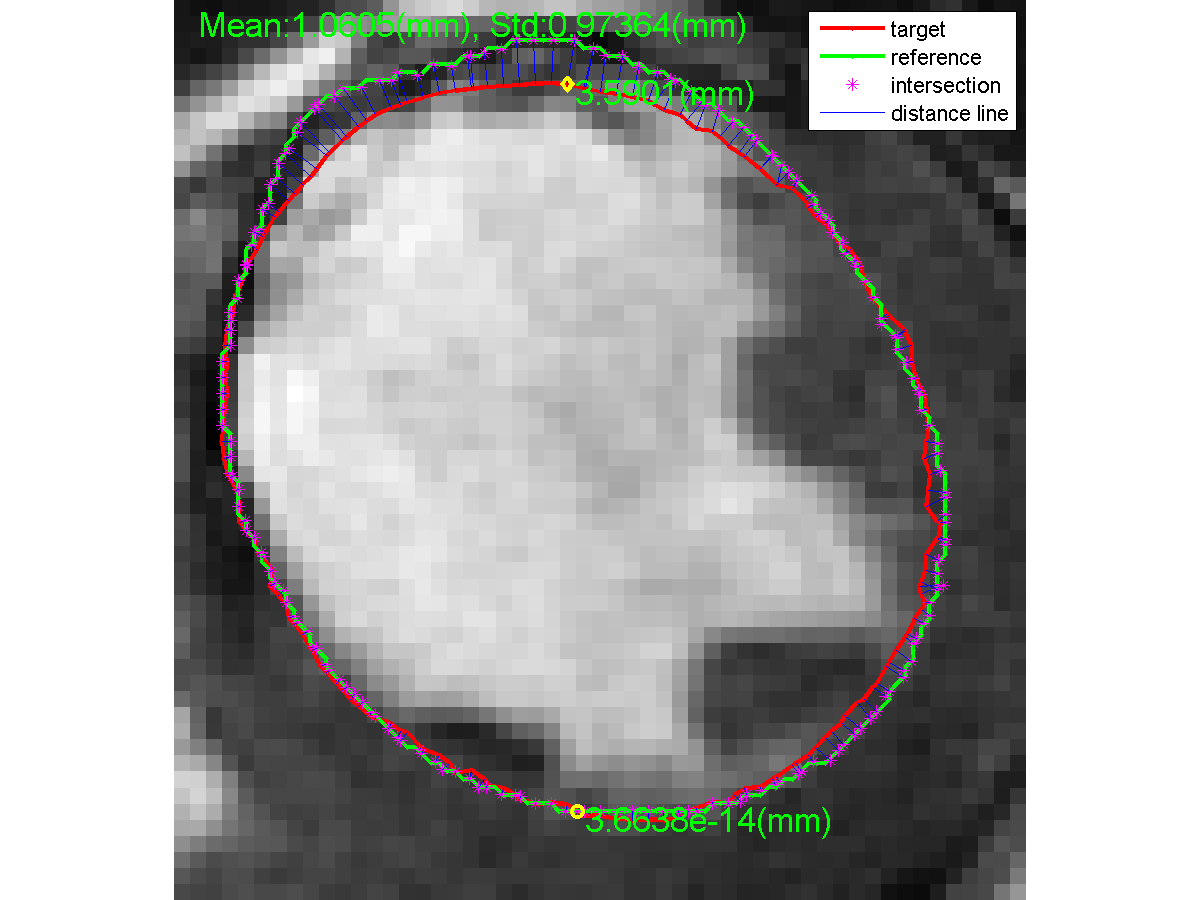 Mean:1.0605(mm), Std:0.97364(mm)
target
reference
intersection
distance line
3.5901(mm)
3.6638e-14(mm)